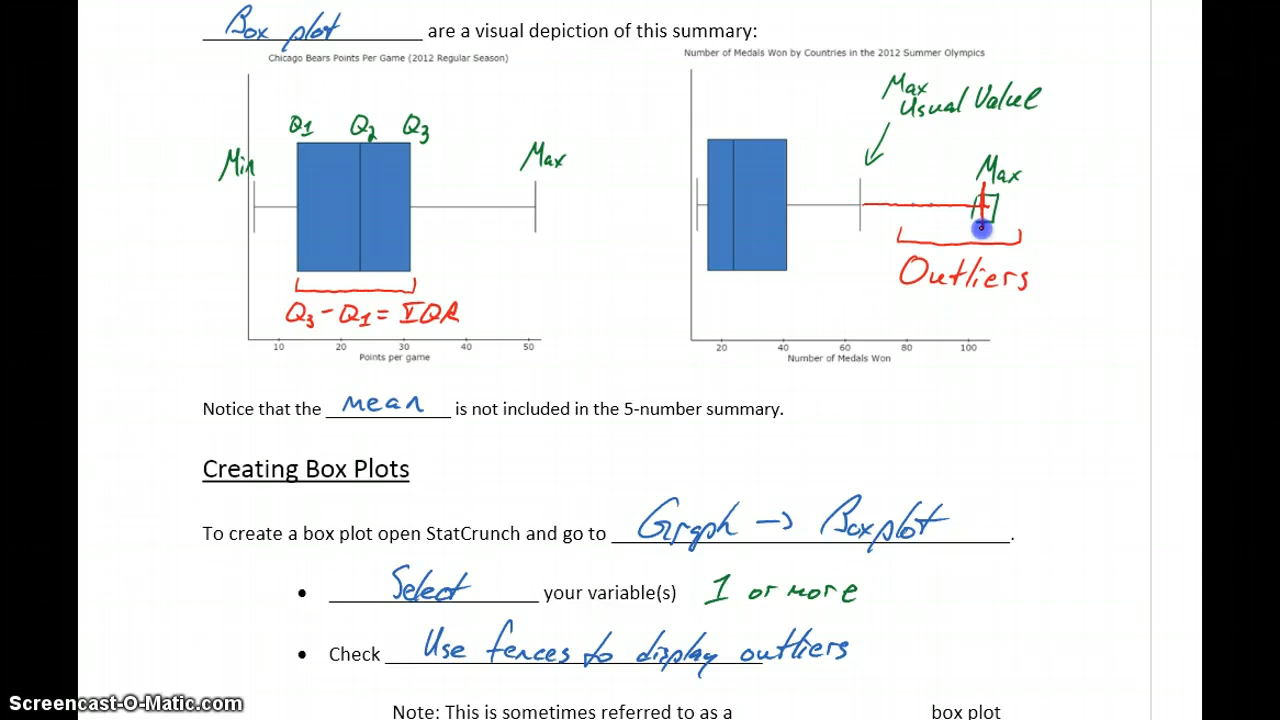 Box plot are a visual depiction of this summary:
Chicago Bears Points Per Game (2012 Regular Season)
Min Q1 Q2 Q3 Max
Q3 - Q1 = IQR
10 20 30 40 50
Points per game
Number of Medals Won by Countries in the 2012 Summer Olympics
Max
Usual Value
Max
Outliers
20 40 60 80 100
Number of Medals Won
Notice that the mean is not included in the 5-number summary.
Creating Box Plots
To create a box plot open StatCrunch and go to Graph → Boxplot.
• Select your variable(s) 1 or more
• Check Use fences to display outliers
Note: This is sometimes referred to as a box plot
Screencast-O-Matic.com